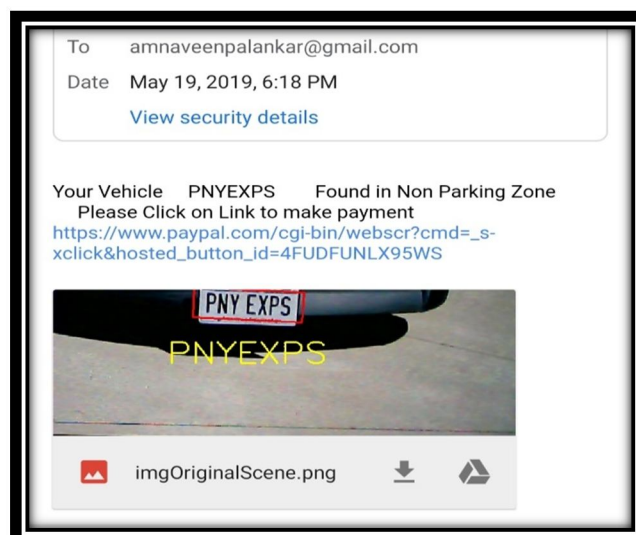 To amnaveenpalankar@gmail.com
Date May 19, 2019, 6:18 PM
View security details
Your Vehicle PNYEXPS Found in Non Parking Zone
Please Click on Link to make payment
https://www.paypal.com/cgi-bin/webscr?cmd=_s-
xclick&hosted_button_id=4FUDFUNLX95WS
PNY EXPS
PNYEXPS
imgOriginalScene.png